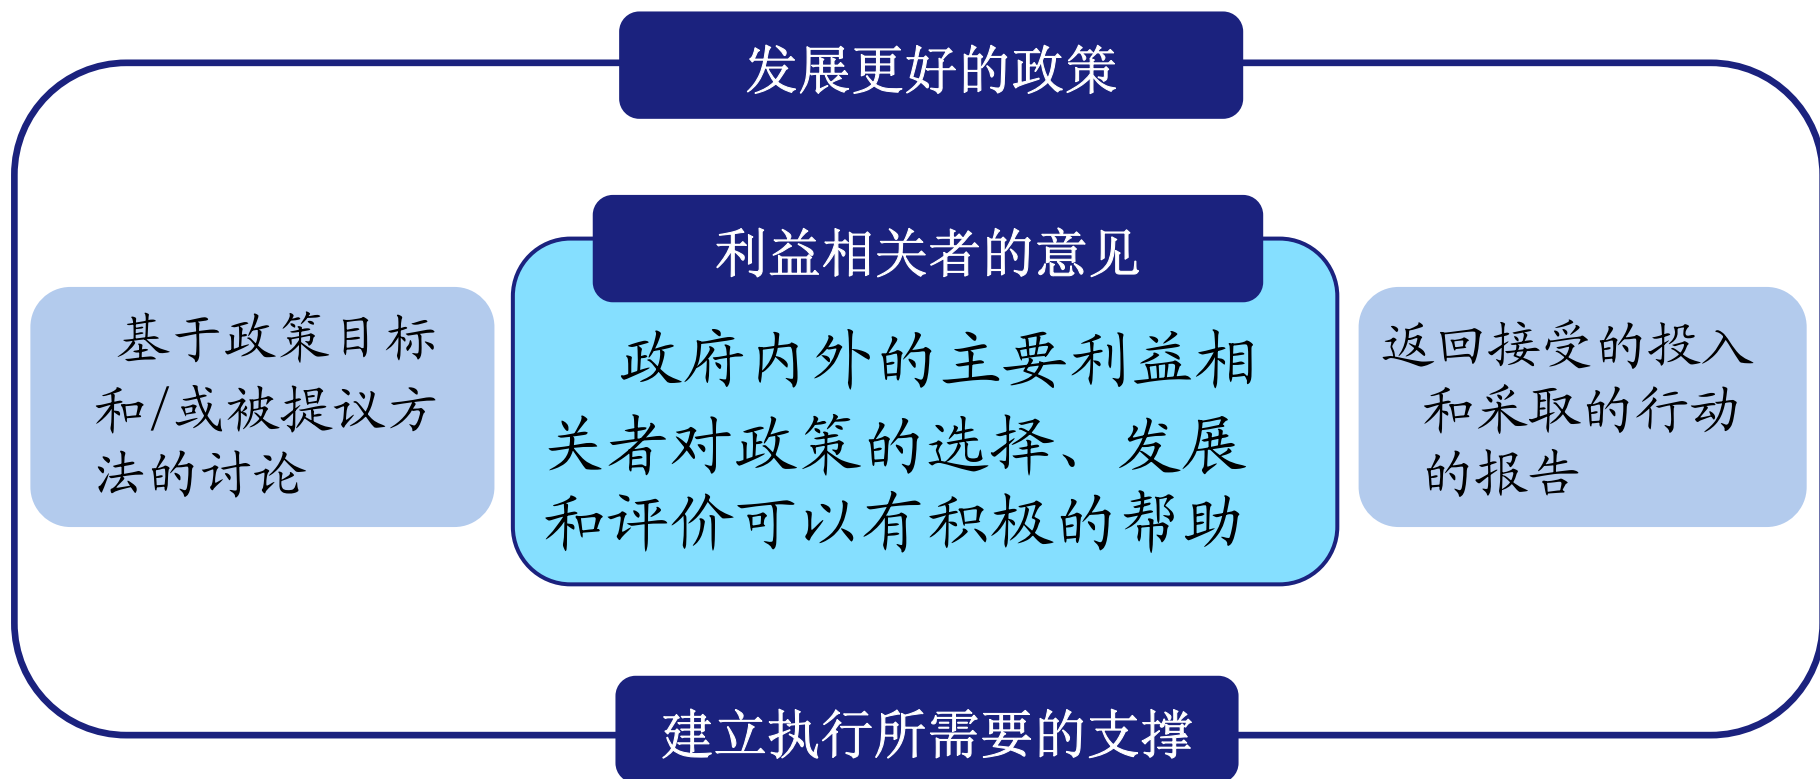 发展更好的政策
利益相关者的意见
基于政策目标
和/或被提议方
法的讨论
政府内外的主要利益相
关者对政策的选择、发展
和评价可以有积极的帮助
返回接受的投入
和采取的行动
的报告
建立执行所需要的支撑